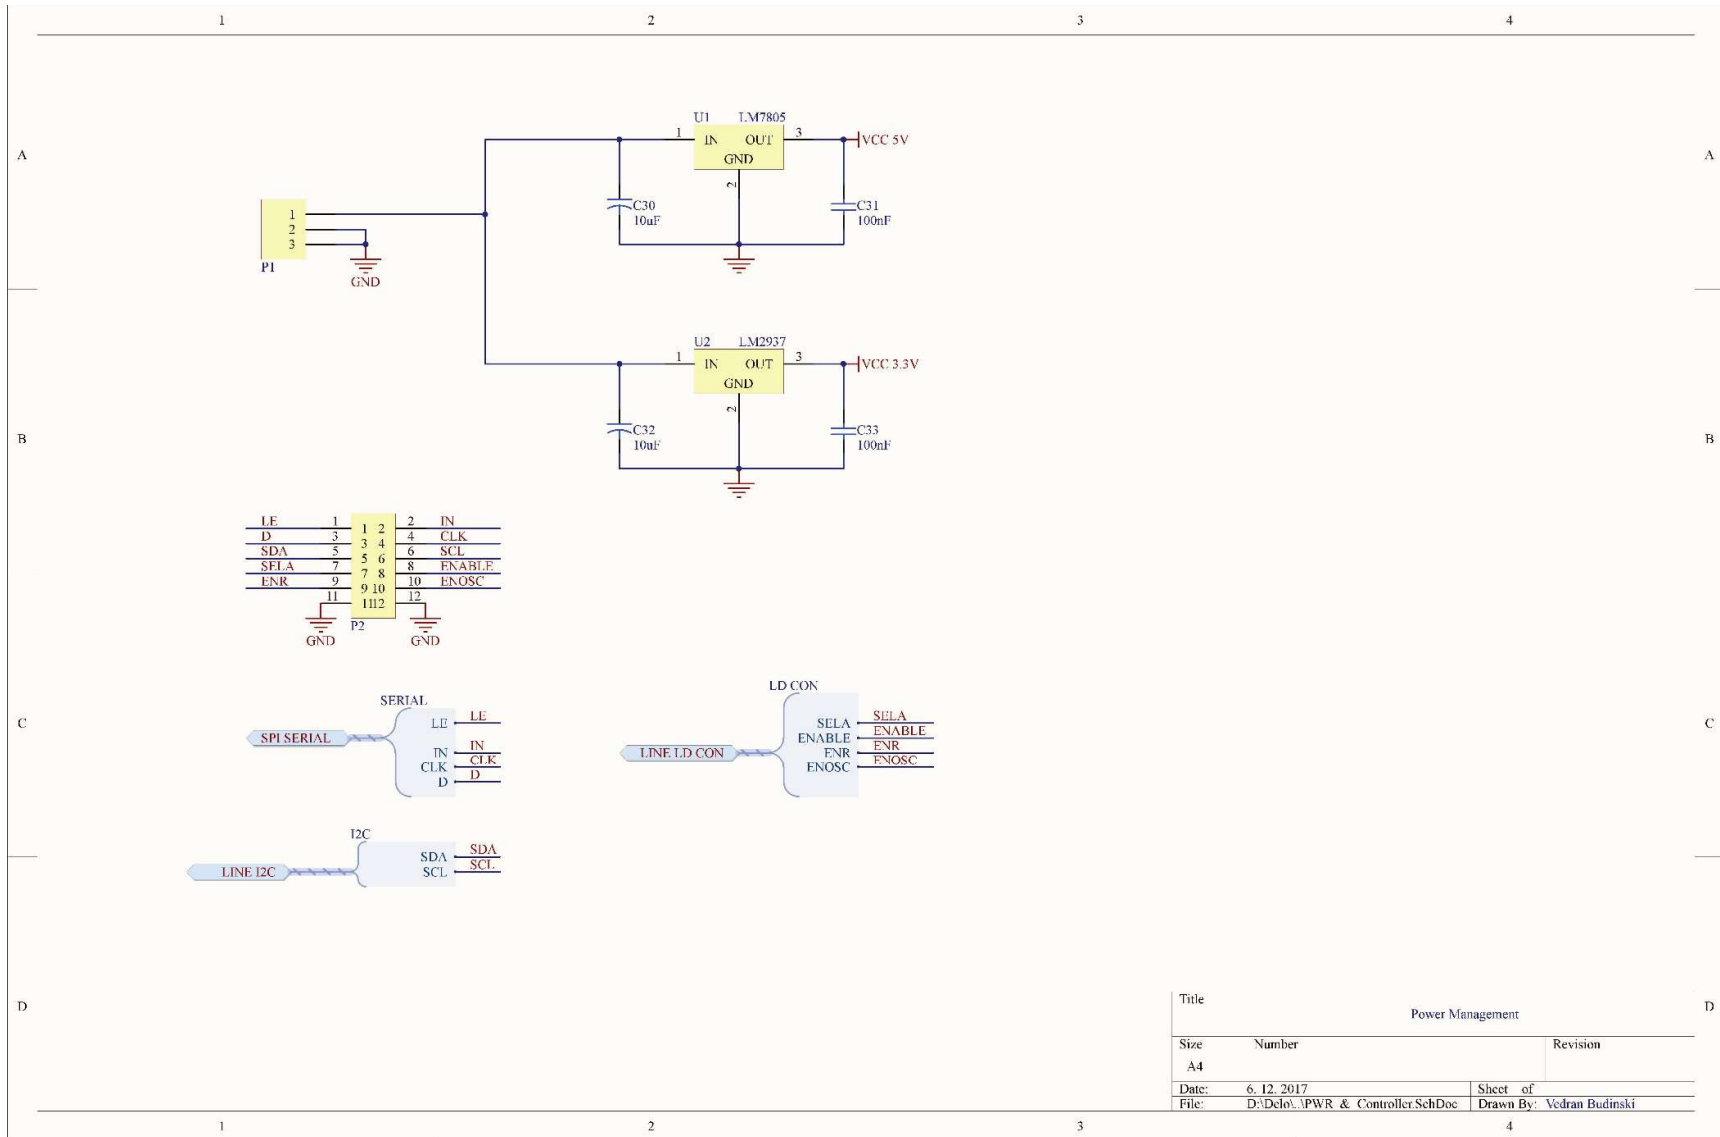 1 2 3 4
A A
U1 LM7805
1 IN OUT 3 VCC 5V
GND
2
C30 C31
10uF 100nF
1
2
3
P1
GND
U2 LM2937
1 IN OUT 3 VCC 3.3V
GND
2
B B
C32 C33
10uF 100nF
LE 1 1 2 2 IN
D 3 3 4 4 CLK
SDA 5 5 6 6 SCL
SELA 7 7 8 8 ENABLE
ENR 9 9 10 10 ENOSC
11 11 12 12
P2
GND GND
C C
SERIAL
SPI SERIAL
LE LE
IN IN
CLK CLK
D D
LD CON
LINE LD CON
SELA SELA
ENABLE ENABLE
ENR ENR
ENOSC ENOSC
I2C
LINE I2C
SDA SDA
SCL SCL
D D
Title
Power Management
Size Number Revision
A4
Date: 6. 12. 2017 Sheet of
File: D:\Delo\..\PWR & Controller.SchDoc Drawn By: Vedran Budinski
1 2 3 4